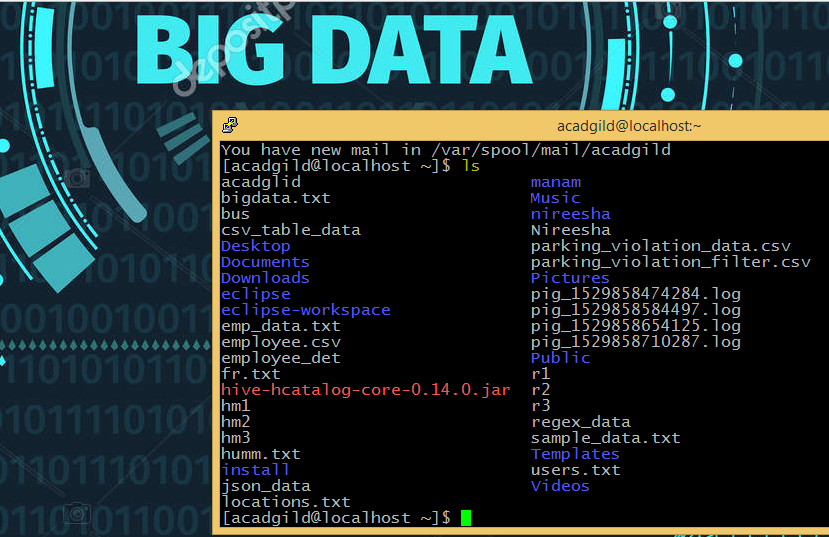 BIG DATA
depositp
acadgild@localhost:~
You have new mail in /var/spool/mail/acadgild
[acadgild@localhost ~]$ ls
acadglid manam
bigdata.txt Music
bus nireesha
csv_table_data Nireesha
Desktop parking_violation_data.csv
Documents parking_violation_filter.csv
Downloads Pictures
eclipse pig_1529858474284.log
eclipse-workspace pig_1529858584497.log
emp_data.txt pig_1529858654125.log
employee.csv pig_1529858710287.log
employee_det Public
fr.txt r1
hive-hcatalog-core-0.14.0.jar r2
hm1 r3
hm2 regex_data
hm3 sample_data.txt
humm.txt Templates
install users.txt
json_data Videos
locations.txt
[acadgild@localhost ~]$